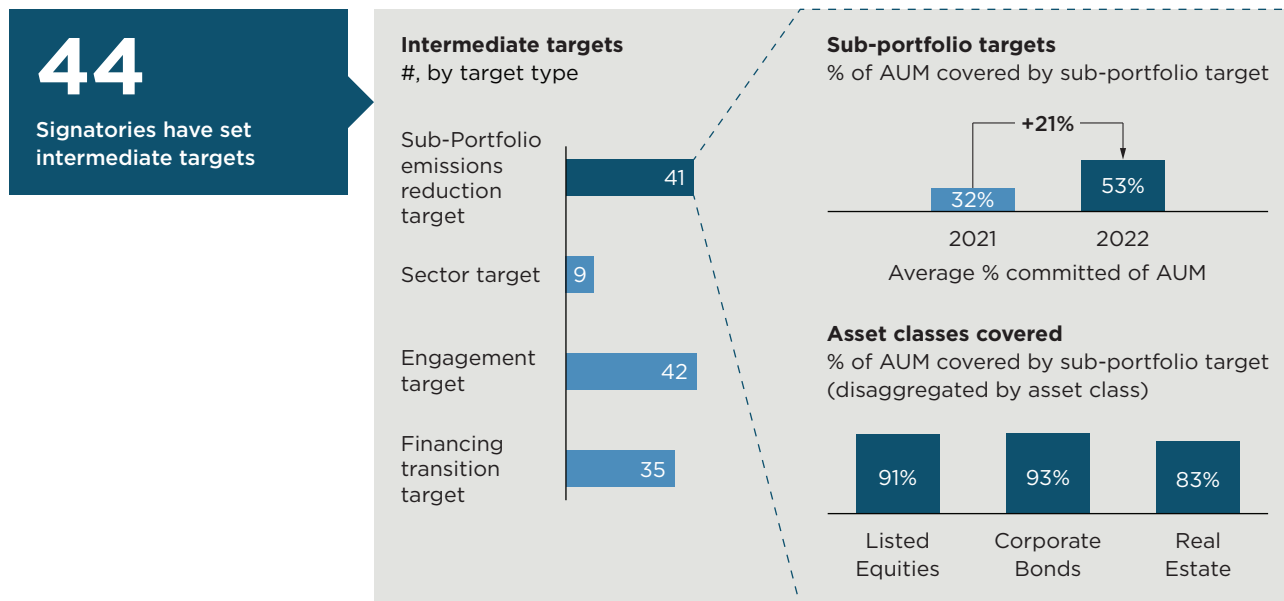 44
Signatories have set
intermediate targets
Intermediate targets
#, by target type
Sub-Portfolio
emissions
reduction
target
41
Sector target
9
Engagement
target
42
Financing
transition
target
35
Sub-portfolio targets
% of AUM covered by sub-portfolio target
+21%
32%
53%
2021
2022
Average % committed of AUM
Asset classes covered
% of AUM covered by sub-portfolio target
(disaggregated by asset class)
91%
93%
83%
Listed
Equities
Corporate
Bonds
Real
Estate